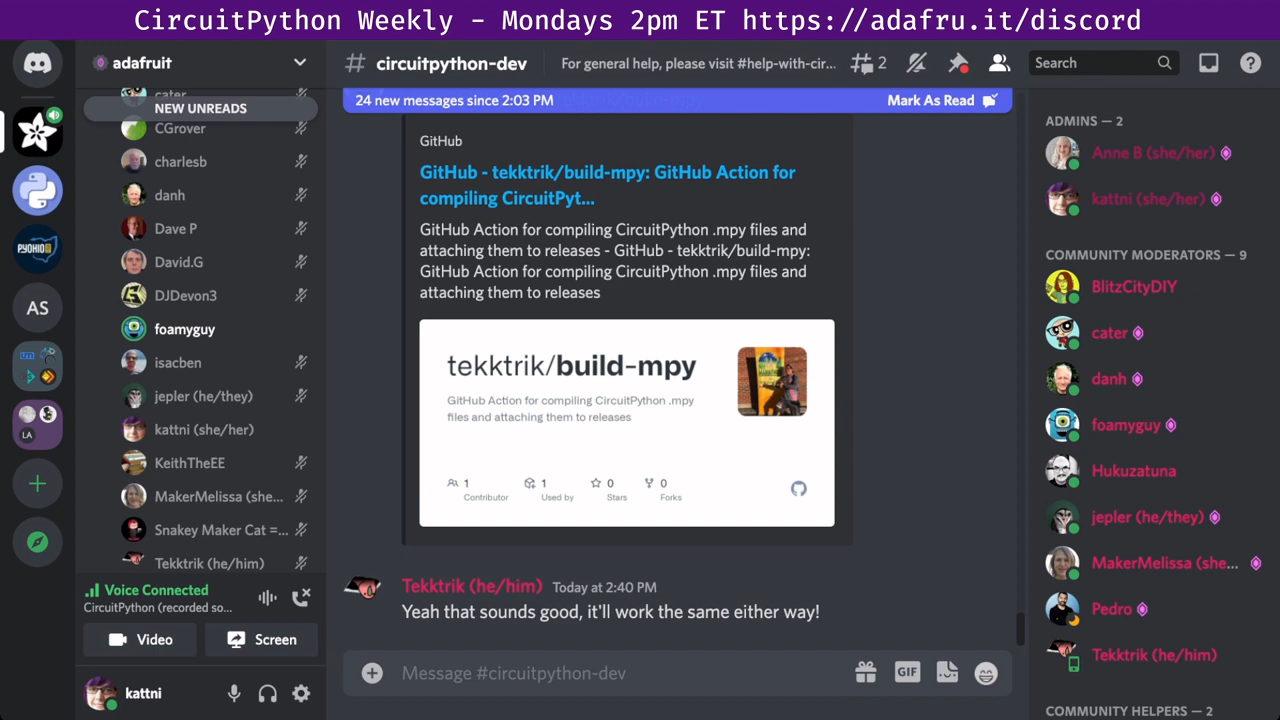 CircuitPython Weekly - Mondays 2pm ET https://adafru.it/discord
adafruit
cater
NEW UNREADS
CGrover
charlesb
danh
Dave P
David.G
DJDevon3
foamyguy
isacben
jepler (he/they)
kattni (she/her)
KeithTheEE
MakerMelissa (she...
Snakey Maker Cat =...
Tekktrik (he/him)
Voice Connected
CircuitPython (recorded so...
Video
Screen
kattni
PYOHIO
AS
LA
# circuitpython-dev
For general help, please visit #help-with-cir...
2
Search
24 new messages since 2:03 PM
Mark As Read
GitHub
GitHub - tekktrik/build-mpy: GitHub Action for
compiling CircuitPyt...
GitHub Action for compiling CircuitPython .mpy files and
attaching them to releases - GitHub - tekktrik/build-mpy:
GitHub Action for compiling CircuitPython .mpy files and
attaching them to releases
tekktrik/build-mpy
GitHub Action for compiling CircuitPython .mpy
files and attaching them to releases
1
Contributor
1
Used by
0
Stars
0
Forks
Tekktrik (he/him) Today at 2:40 PM
Yeah that sounds good, it'll work the same either way!
Message #circuitpython-dev
GIF
ADMINS — 2
Anne B (she/her)
kattni (she/her)
COMMUNITY MODERATORS — 9
BlitzCityDIY
cater
danh
foamyguy
Hukuzatuna
jepler (he/they)
MakerMelissa (she...
Pedro
Tekktrik (he/him)
COMMUNITY HELPERS — 2